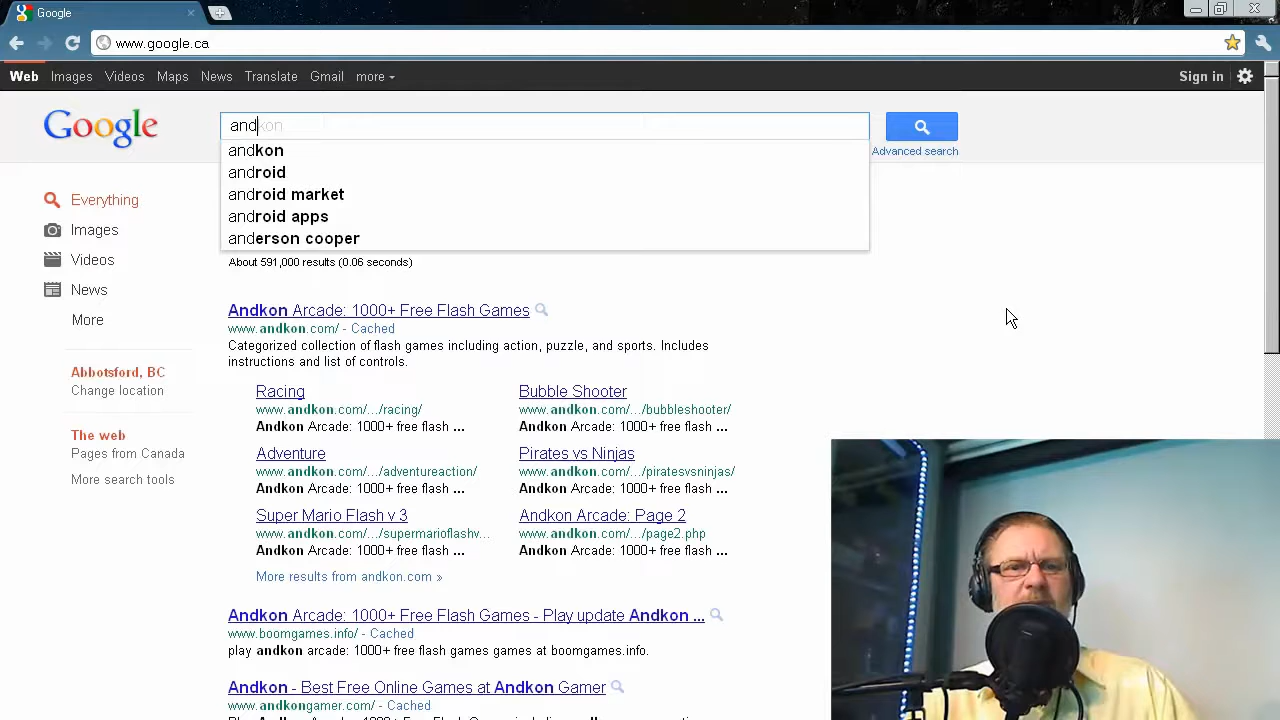 Google
www.google.ca
Web Images Videos Maps News Translate Gmail more
Sign in
Google
andkon
Advanced search
andkon
android
android market
android apps
anderson cooper
About 591,000 results (0.06 seconds)
Everything
Images
Videos
News
More
Abbotsford, BC
Change location
The web
Pages from Canada
More search tools
Andkon Arcade: 1000+ Free Flash Games
www.andkon.com/ - Cached
Categorized collection of flash games including action, puzzle, and sports. Includes
instructions and list of controls.
Racing
www.andkon.com/.../racing/
Andkon Arcade: 1000+ free flash ...
Bubble Shooter
www.andkon.com/.../bubbleshooter/
Andkon Arcade: 1000+ free flash ...
Adventure
www.andkon.com/.../adventureaction/
Andkon Arcade: 1000+ free flash ...
Pirates vs Ninjas
www.andkon.com/.../piratesvsninjas/
Andkon Arcade: 1000+ free flash ...
Super Mario Flash v 3
www.andkon.com/.../supermarioflashv...
Andkon Arcade: 1000+ free flash ...
Andkon Arcade: Page 2
www.andkon.com/.../page2.php
Andkon Arcade: 1000+ free flash ...
More results from andkon.com »
Andkon Arcade: 1000+ Free Flash Games - Play update Andkon ...
www.boomgames.info/ - Cached
play andkon arcade: 1000+ free flash games games at boomgames.info.
Andkon - Best Free Online Games at Andkon Gamer
www.andkongamer.com/ - Cached